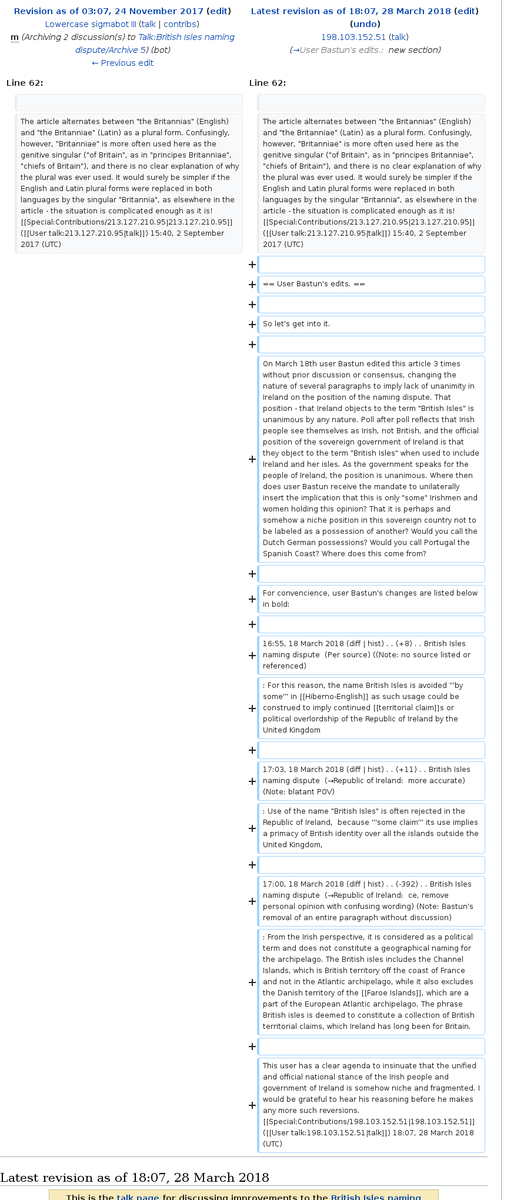 Revision as of 03:07, 24 November 2017 (edit)
Lowercase sigmabot III (talk | contribs)
m (Archiving 2 discussion(s) to Talk:British Isles naming
dispute/Archive 5) (bot)
← Previous edit
Latest revision as of 18:07, 28 March 2018 (edit)
(undo)
198.103.152.51 (talk)
(→User Bastun's edits.: new section)
Line 62:
Line 62:
The article alternates between "the Britannias" (English)
and "the Britanniae" (Latin) as a plural form. Confusingly,
however, "Britanniae" is more often used here as the
genitive singular ("of Britain", as in "principes Britanniae",
"chiefs of Britain"), and there is no clear explanation of why
the plural was ever used. It would surely be simpler if the
English and Latin plural forms were replaced in both
languages by the singular "Britannia", as elsewhere in the
article - the situation is complicated enough as it is!
[[Special:Contributions/213.127.210.95|213.127.210.95]]
([[User talk:213.127.210.95|talk]]) 15:40, 2 September
2017 (UTC)
The article alternates between "the Britannias" (English)
and "the Britanniae" (Latin) as a plural form. Confusingly,
however, "Britanniae" is more often used here as the
genitive singular ("of Britain", as in "principes Britanniae",
"chiefs of Britain"), and there is no clear explanation of why
the plural was ever used. It would surely be simpler if the
English and Latin plural forms were replaced in both
languages by the singular "Britannia", as elsewhere in the
article - the situation is complicated enough as it is!
[[Special:Contributions/213.127.210.95|213.127.210.95]]
([[User talk:213.127.210.95|talk]]) 15:40, 2 September
2017 (UTC)
+
+ == User Bastun's edits. ==
+
+ So let's get into it.
+
+ On March 18th user Bastun edited this article 3 times
without prior discussion or consensus, changing the
nature of several paragraphs to imply lack of unanimity in
Ireland on the position of the naming dispute. That
position - that Ireland objects to the term "British Isles" is
unanimous by any nature. Poll after poll reflects that Irish
people see themselves as Irish, not British, and the official
position of the sovereign government of Ireland is that
they object to the term "British Isles" when used to include
Ireland and her isles. As the government speaks for the
people of Ireland, the position is unanimous. Where then
does user Bastun receive the mandate to unilaterally
insert the implication that this is only "some" Irishmen and
women holding this opinion? That it is perhaps and
somehow a niche position in this sovereign country not to
be labeled as a possession of another? Would you call the
Dutch German possessions? Would you call Portugal the
Spanish Coast? Where does this come from?
+
+ For convencience, user Bastun's changes are listed below
in bold:
+
+ 16:55, 18 March 2018 (diff | hist) . . (+8) . . British Isles
naming dispute (Per source) ((Note: no source listed or
referenced)
+ : For this reason, the name British Isles is avoided '''by
some''' in [[Hiberno-English]] as such usage could be
construed to imply continued [[territorial claim]]s or
political overlordship of the Republic of Ireland by the
United Kingdom
+
+ 17:03, 18 March 2018 (diff | hist) . . (+11) . . British Isles
naming dispute (→Republic of Ireland: more accurate)
(Note: blatant POV)
+ : Use of the name "British Isles" is often rejected in the
Republic of Ireland, because '''some claim''' its use implies
a primacy of British identity over all the islands outside the
United Kingdom,
+
+ 17:00, 18 March 2018 (diff | hist) . . (-392) . . British Isles
naming dispute (→Republic of Ireland: ce, remove
personal opinion with confusing wording) (Note: Bastun's
removal of an entire paragraph without discussion)
+ : From the Irish perspective, it is considered as a political
term and does not constitute a geographical naming for
the archipelago. The British isles includes the Channel
Islands, which is British territory off the coast of France
and not in the Atlantic archipelago, while it also excludes
the Danish territory of the [[Faroe Islands]], which are a
part of the European Atlantic archipelago. The phrase
British isles is deemed to constitute a collection of British
territorial claims, which Ireland has long been for Britain.
+
+ This user has a clear agenda to insinuate that the unified
and official national stance of the Irish people and
government of Ireland is somehow niche and fragmented. I
would be grateful to hear his reasoning before he makes
any more such reversions.
[[Special:Contributions/198.103.152.51|198.103.152.51]]
([[User talk:198.103.152.51|talk]]) 18:07, 28 March 2018
(UTC)
Latest revision as of 18:07, 28 March 2018
This is the talk page for discussing improvements to the British Isles naming